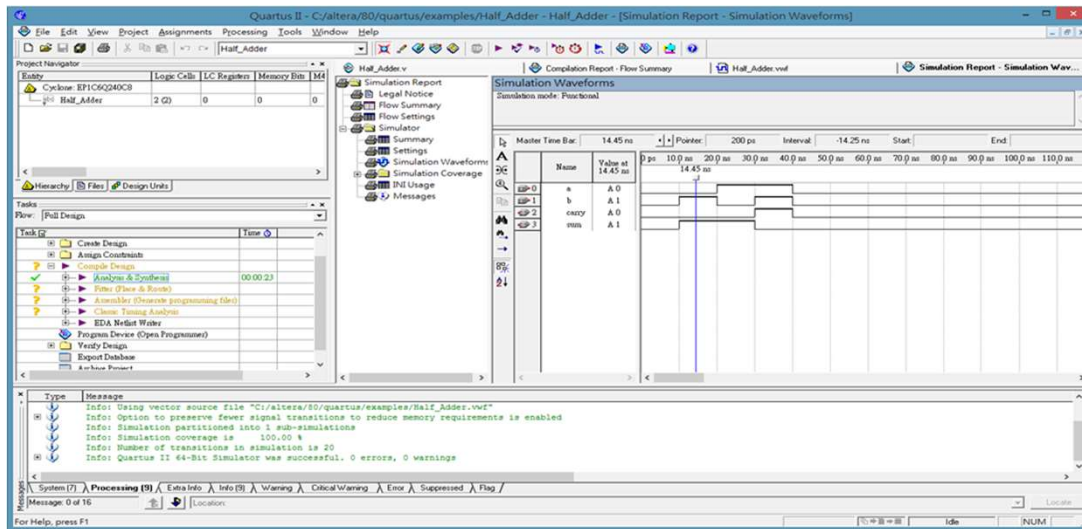 Quartus II - C:/altera/80/quartus/examples/Half_Adder - Half_Adder - [Simulation Report - Simulation Waveforms]
File Edit View Project Assignments Processing Tools Window Help
Half_Adder
Project Navigator
Entity Logic Cells LC Registers Memory Bits M4
Cyclone: EP1C6Q240C8
Half_Adder 2 (2) 0 0 0
Hierarchy Files Design Units
Tasks
Flow: Full Design
Task Time
Create Design
Assign Constraints
Compile Design
Analysis & Synthesis 00:00:23
Fitter (Place & Route)
Assembler (Generate programming files)
Classic Timing Analysis
EDA Netlist Writer
Program Device (Open Programmer)
Verify Design
Export Database
Archive Project
Half_Adder.v Compilation Report - Flow Summary Half_Adder.vwf Simulation Report - Simulation Wav...
Simulation Report
Legal Notice
Flow Summary
Flow Settings
Simulator
Summary
Settings
Simulation Waveforms
Simulation Coverage
INI Usage
Messages
Simulation Waveforms
Simulation mode: Functional
Master Time Bar: 14.45 ns Pointer: 200 ps Interval: -14.25 ns Start: End:
Name Value at 14.45 ns
0 ps 10.0 ns 20.0 ns 30.0 ns 40.0 ns 50.0 ns 60.0 ns 70.0 ns 80.0 ns 90.0 ns 100.0 ns 110.0 ns
14.45 ns
0 a A 0
1 b A 1
2 carry A 0
3 sum A 1
Type Message
Info: Using vector source file "C:/altera/80/quartus/examples/Half_Adder.vwf"
Info: Option to preserve fewer signal transitions to reduce memory requirements is enabled
Info: Simulation partitioned into 1 sub-simulations
Info: Simulation coverage is 100.00 %
Info: Number of transitions in simulation is 20
Info: Quartus II 64-Bit Simulator was successful. 0 errors, 0 warnings
System (7) Processing (9) Extra Info Info (9) Warning Critical Warning Error Suppressed Flag
Messages
Message: 0 of 16 Location: Locate
For Help, press F1 Idle NUM